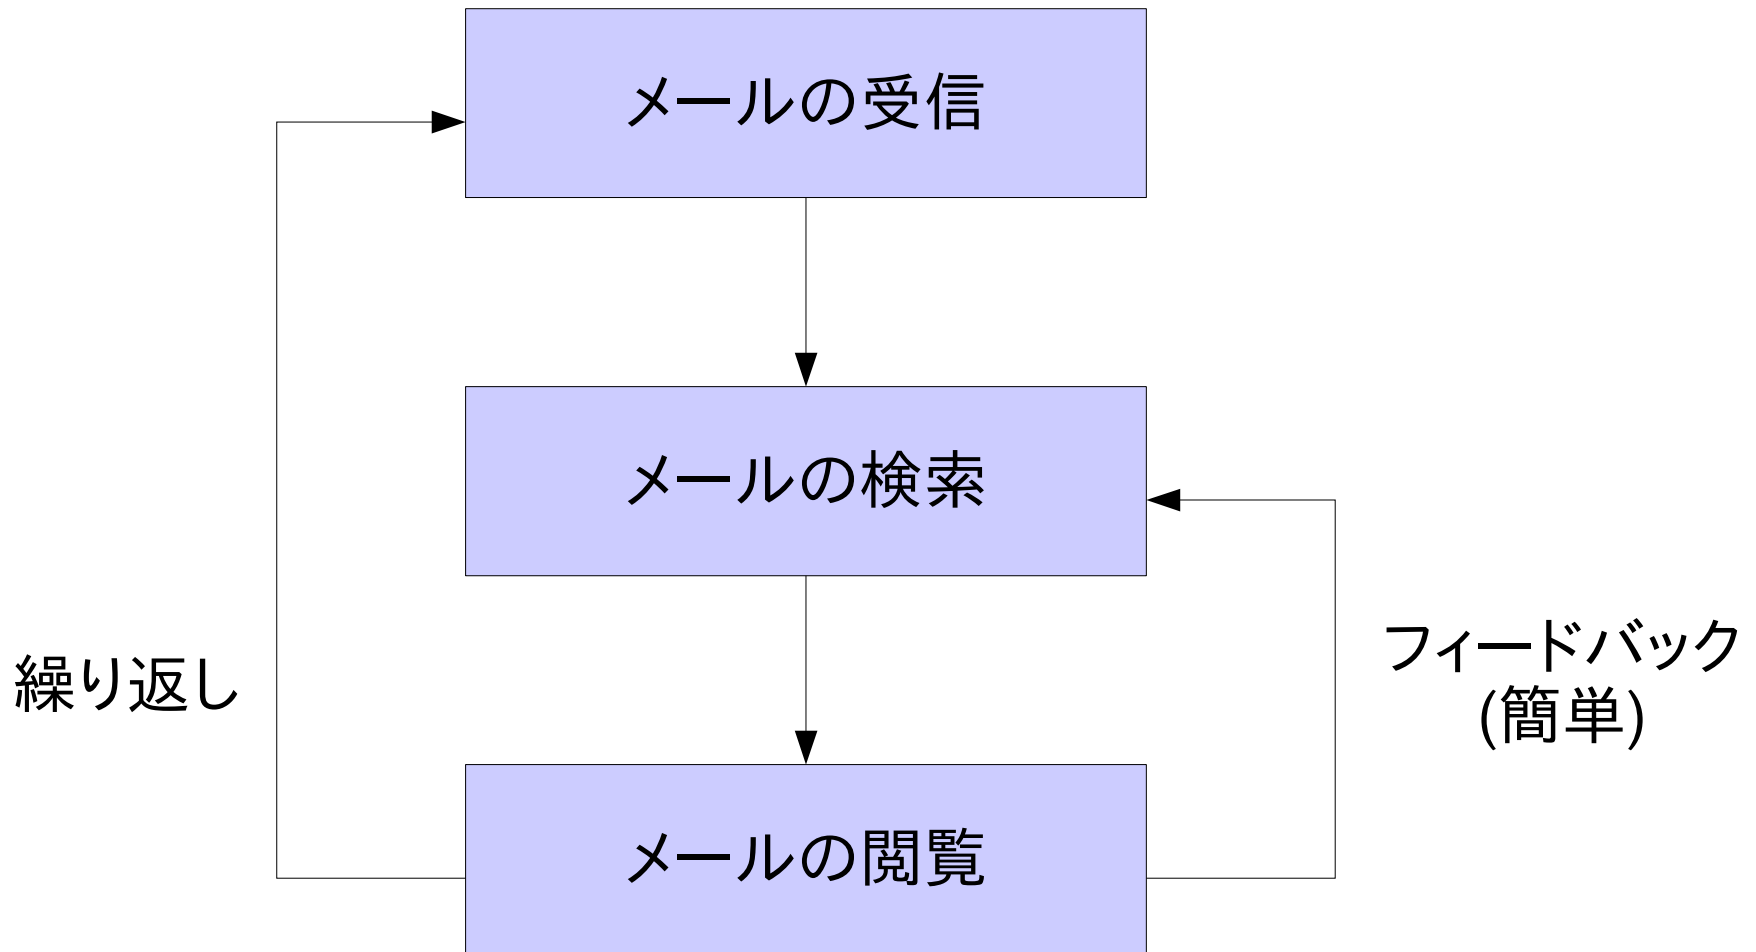 メールの受信
メールの検索
繰り返し
フィードバック
(簡単)
メールの閲覧